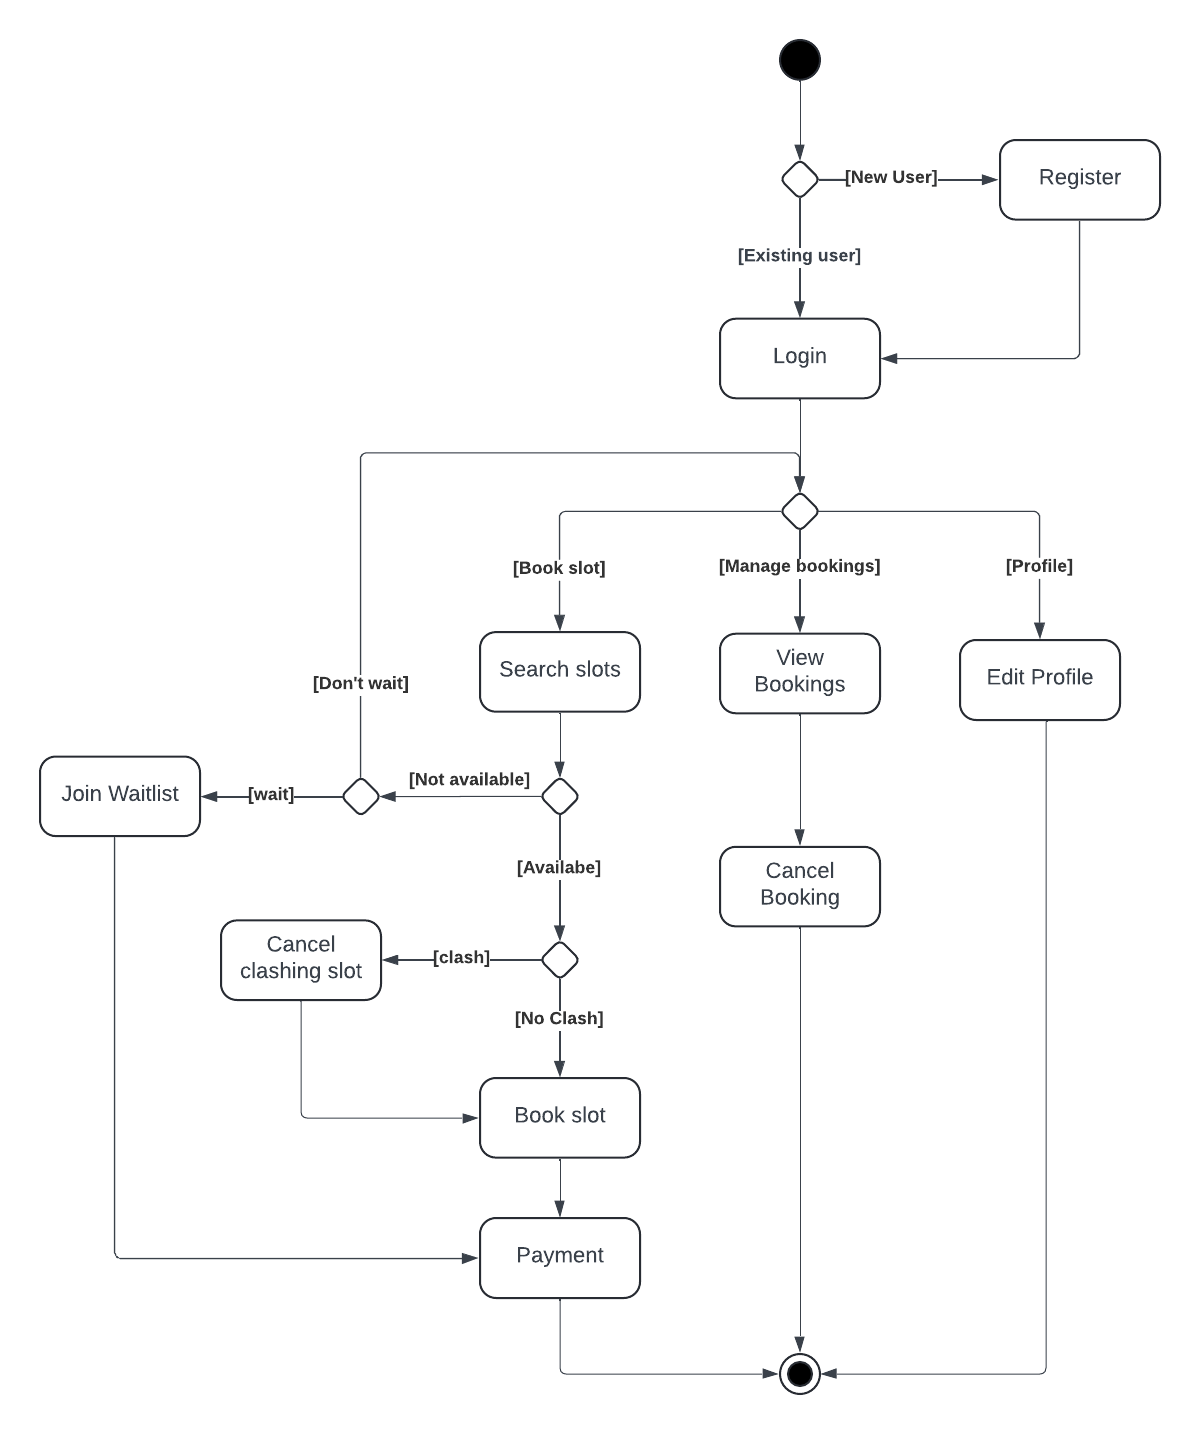 [New User]
Register
[Existing user]
Login
[Book slot]
[Manage bookings]
[Profile]
Search slots
View
Bookings
Edit Profile
[Don't wait]
Join Waitlist
[wait]
[Not available]
[Availabe]
Cancel
Booking
Cancel
clashing slot
[clash]
[No Clash]
Book slot
Payment